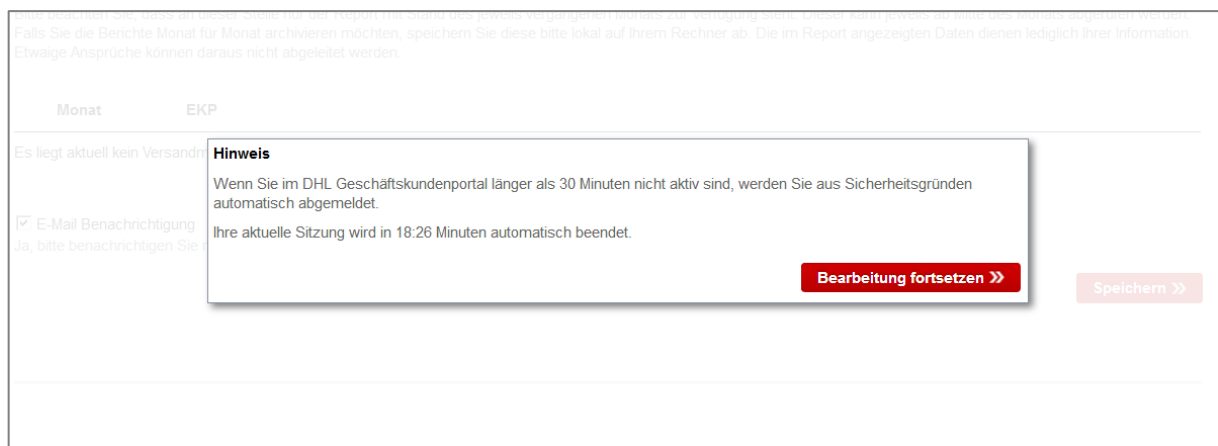 Bitte beachten Sie, dass an dieser Stelle nur der Report mit Stand des jeweils vergangenen Monats zur Verfügung steht. Dieser kann jeweils ab Mitte des Monats abgerufen werden.
Falls Sie die Berichte Monat für Monat archivieren möchten, speichern Sie diese bitte lokal auf Ihrem Rechner ab. Die im Report angezeigten Daten dienen lediglich Ihrer Information.
Etwaige Ansprüche können daraus nicht abgeleitet werden.
Monat EKP
Es liegt aktuell kein
Hinweis
Wenn Sie im DHL Geschäftskundenportal länger als 30 Minuten nicht aktiv sind, werden Sie aus Sicherheitsgründen
automatisch abgemeldet.
E-Mail Benachrichtigung
Ihre aktuelle Sitzung wird in 18:26 Minuten automatisch beendet.
Ja, bitte benachrichtigen Sie
Bearbeitung fortsetzen »
Speichern »